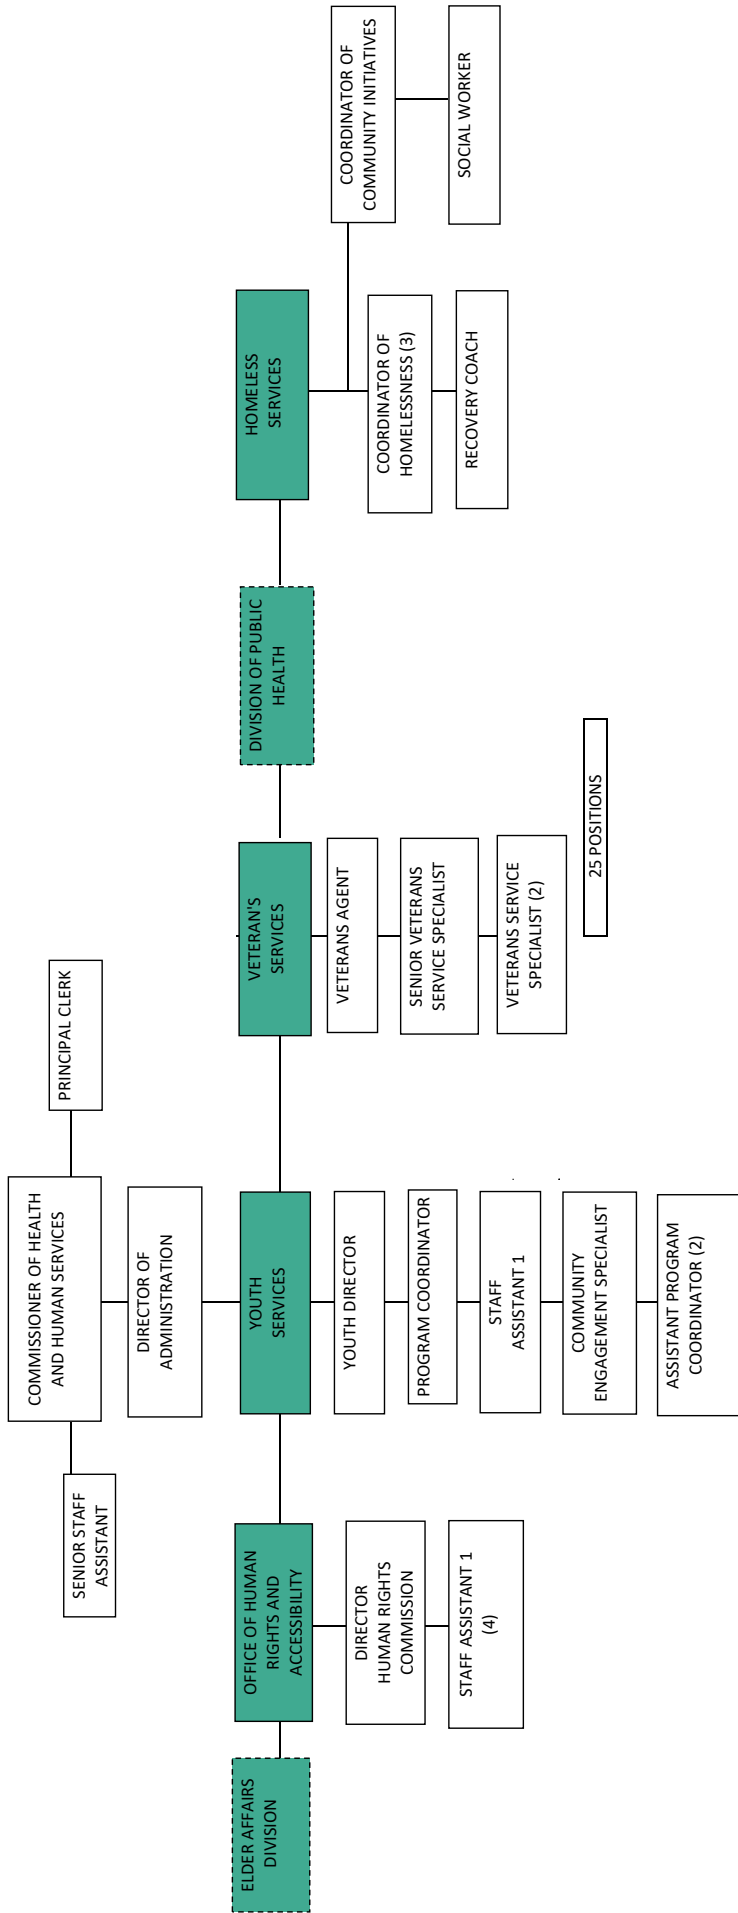 COMMISSIONER OF HEALTH
AND HUMAN SERVICES
SENIOR STAFF
ASSISTANT
PRINCIPAL CLERK
DIRECTOR OF
ADMINISTRATION
ELDER AFFAIRS
DIVISION
OFFICE OF HUMAN
RIGHTS AND
ACCESSIBILITY
DIRECTOR
HUMAN RIGHTS
COMMISSION
STAFF ASSISTANT 1
(4)
YOUTH
SERVICES
YOUTH DIRECTOR
PROGRAM COORDINATOR
STAFF
ASSISTANT 1
COMMUNITY
ENGAGEMENT SPECIALIST
ASSISTANT PROGRAM
COORDINATOR (2)
VETERAN'S
SERVICES
VETERANS AGENT
SENIOR VETERANS
SERVICE SPECIALIST
VETERANS SERVICE
SPECIALIST (2)
DIVISION OF PUBLIC
HEALTH
HOMELESS
SERVICES
COORDINATOR OF
HOMELESSNESS (3)
RECOVERY COACH
COORDINATOR OF
COMMUNITY INITIATIVES
SOCIAL WORKER
25 POSITIONS